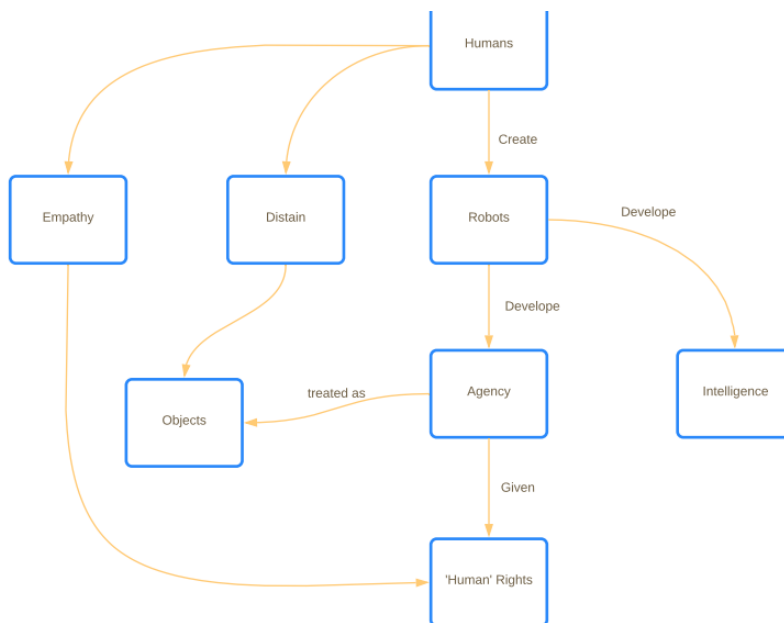 Humans
Create
Empathy
Distain
Robots
Develope
Develope
Objects
treated as
Agency
Intelligence
Given
'Human' Rights